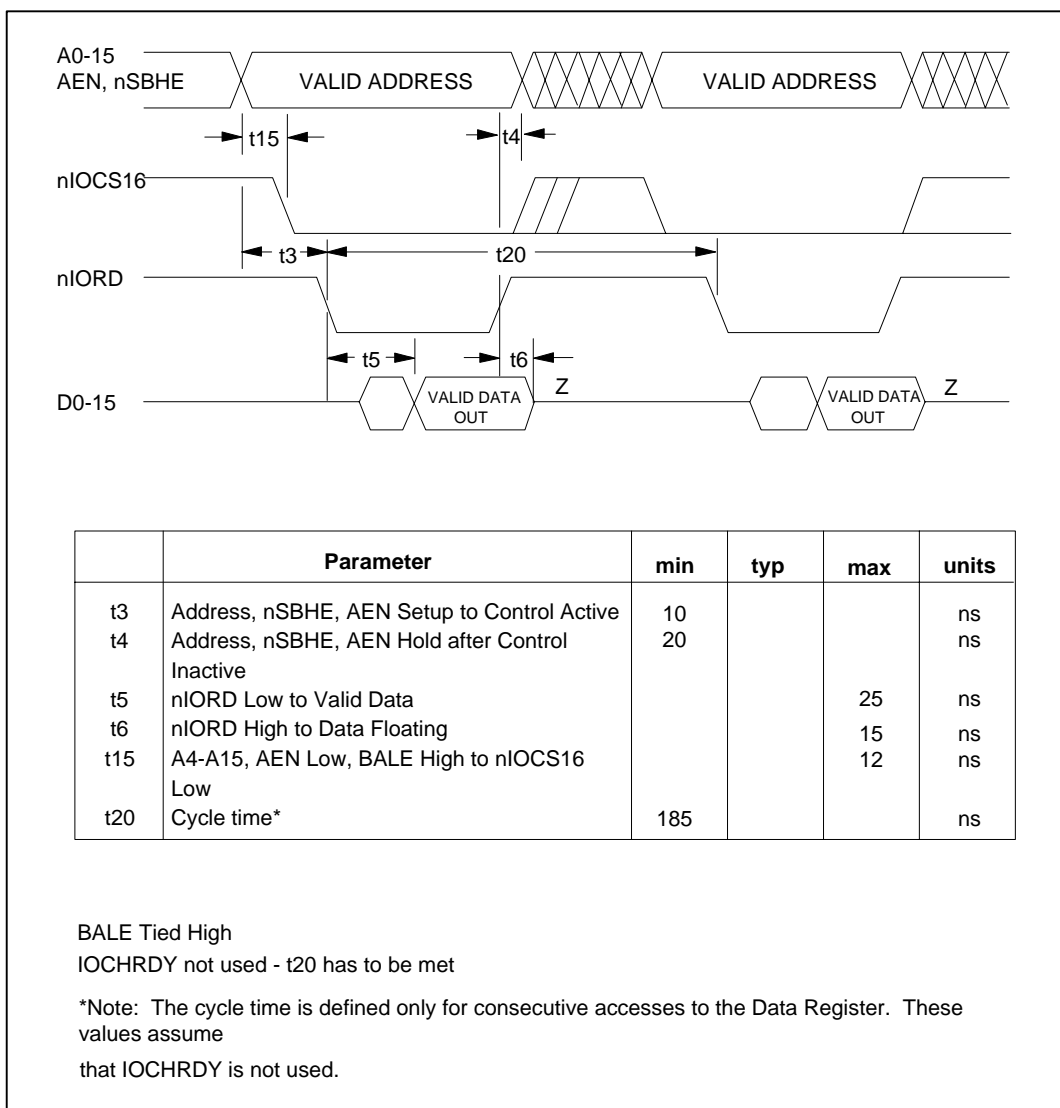 A0-15
AEN, nSBHE
VALID ADDRESS
VALID ADDRESS
t15
t4
nIOCS16
t3
t20
nIORD
t5
t6
D0-15
VALID DATA
OUT
Z
VALID DATA
OUT
Z
Parameter min typ max units
t3 Address, nSBHE, AEN Setup to Control Active 10 ns
t4 Address, nSBHE, AEN Hold after Control 20 ns
Inactive
t5 nIORD Low to Valid Data 25 ns
t6 nIORD High to Data Floating 15 ns
t15 A4-A15, AEN Low, BALE High to nIOCS16 12 ns
Low
t20 Cycle time* 185 ns
BALE Tied High
IOCHRDY not used - t20 has to be met
*Note: The cycle time is defined only for consecutive accesses to the Data Register. These
values assume
that IOCHRDY is not used.